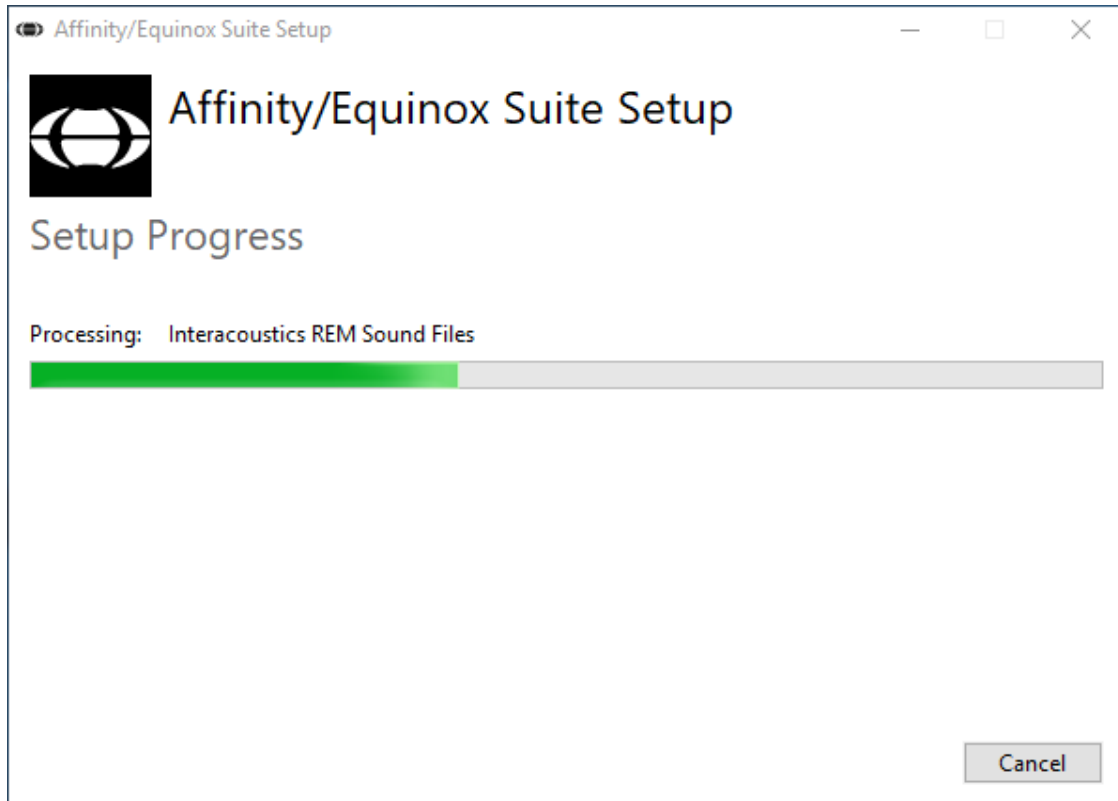 Affinity/Equinox Suite Setup
Affinity/Equinox Suite Setup
Setup Progress
Processing: Interacoustics REM Sound Files
Cancel